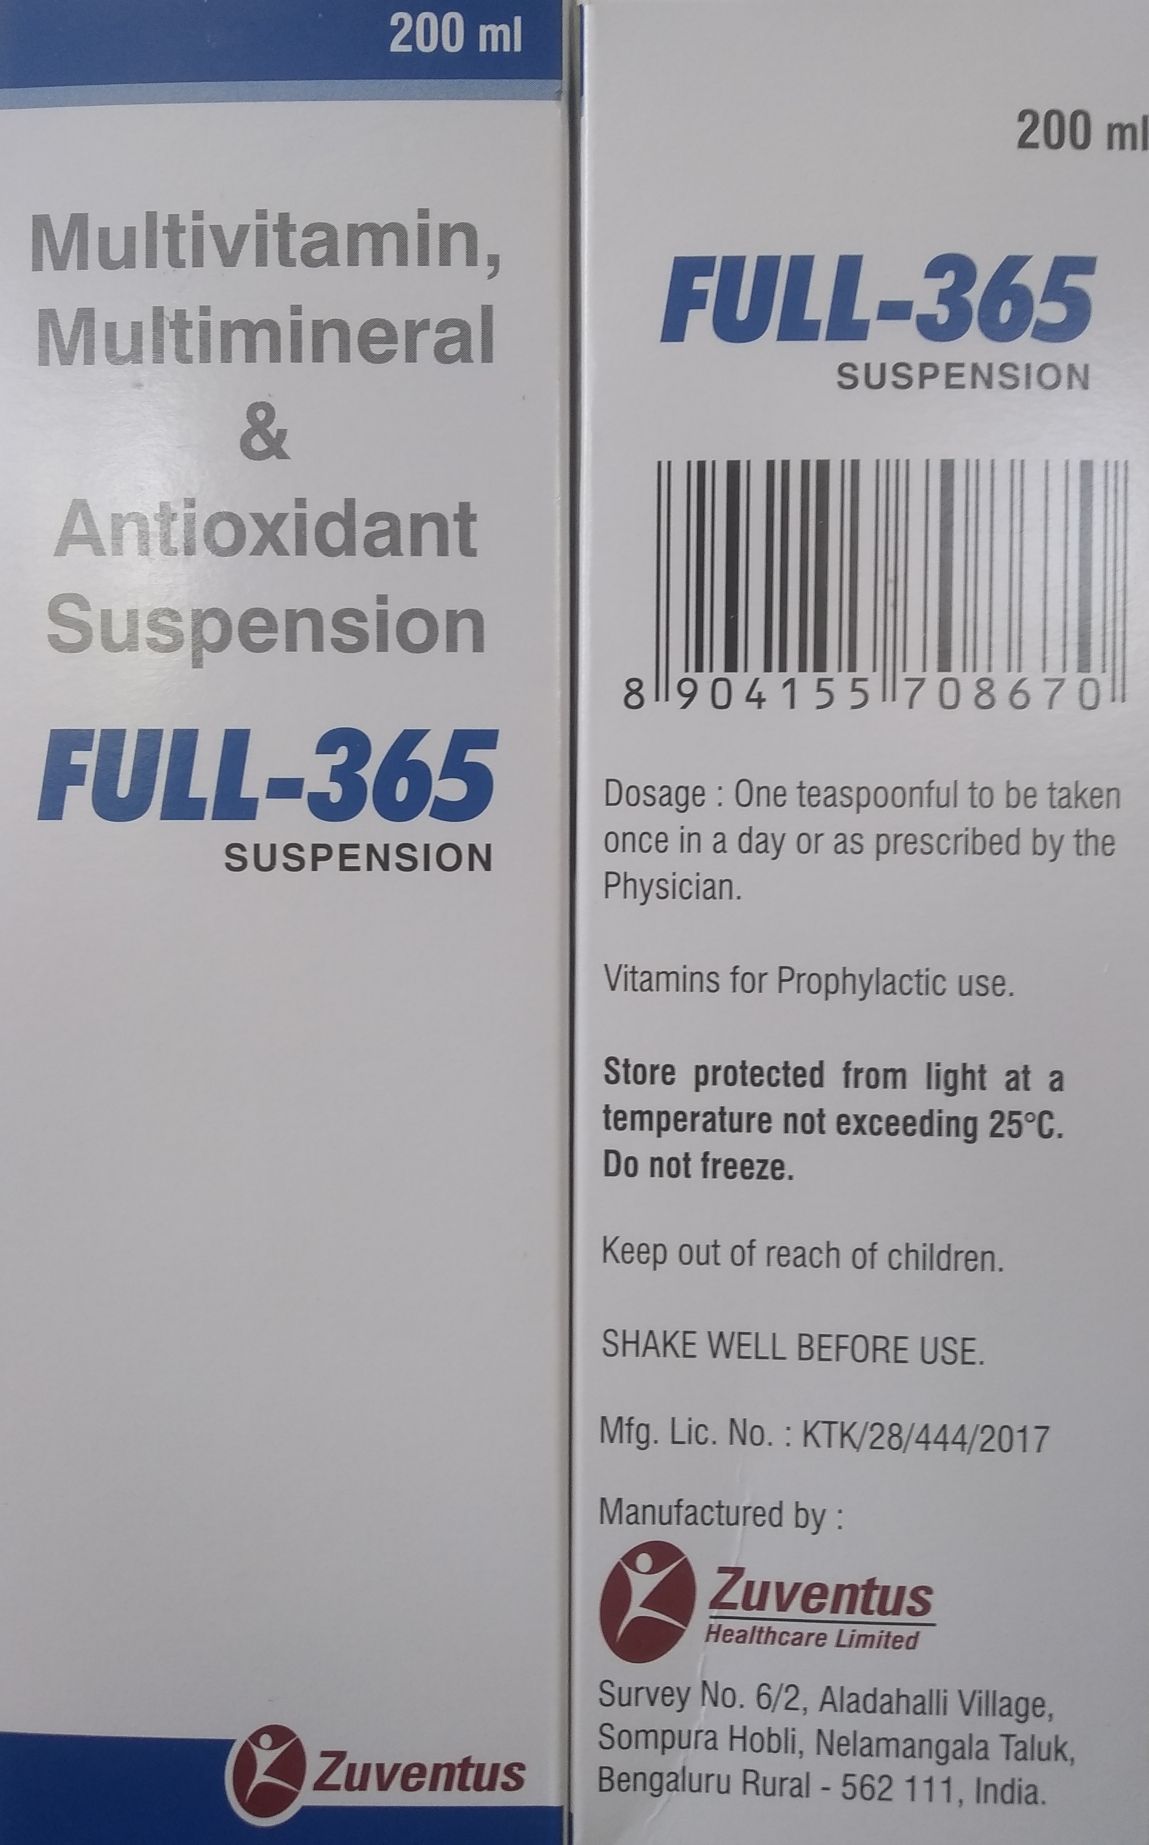 200 ml
Multivitamin,
Multimineral
&
Antioxidant
Suspension
FULL-365
SUSPENSION
Zuventus
200 ml
FULL-365
SUSPENSION
8 904155 708670
Dosage : One teaspoonful to be taken
once in a day or as prescribed by the
Physician.
Vitamins for Prophylactic use.
Store protected from light at a
temperature not exceeding 25°C.
Do not freeze.
Keep out of reach of children.
SHAKE WELL BEFORE USE.
Mfg. Lic. No. : KTK/28/444/2017
Manufactured by :
Zuventus
Healthcare Limited
Survey No. 6/2, Aladahalli Village,
Sompura Hobli, Nelamangala Taluk,
Bengaluru Rural - 562 111, India.